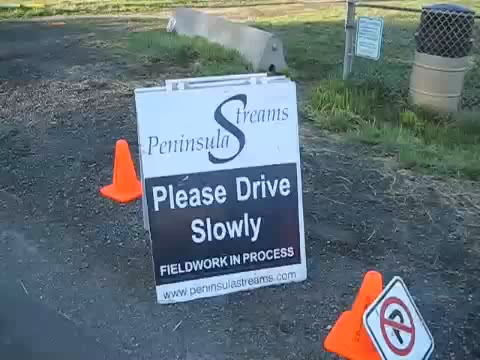 Peninsula Streams
Please Drive
Slowly
FIELDWORK IN PROCESS
www.peninsulastreams.com
P